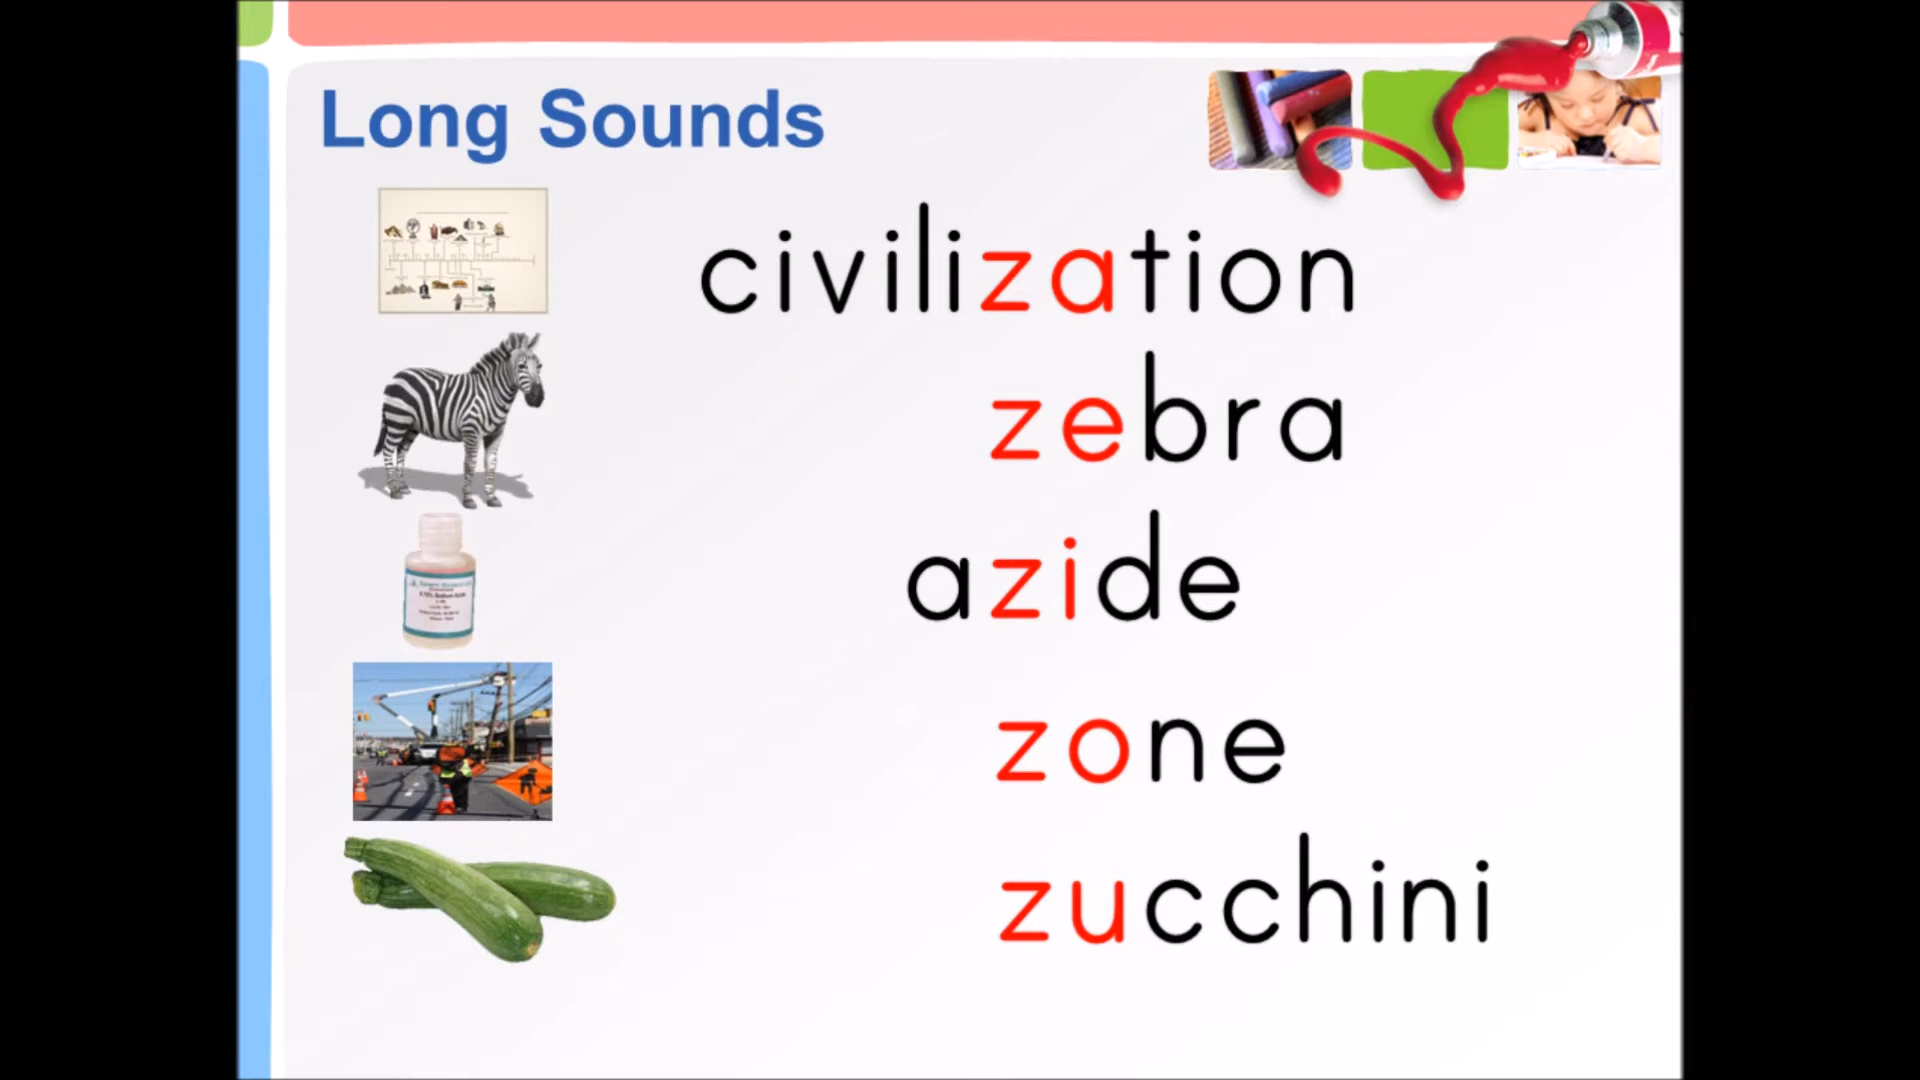 Long Sounds
civilization
zebra
azide
zone
zucchini